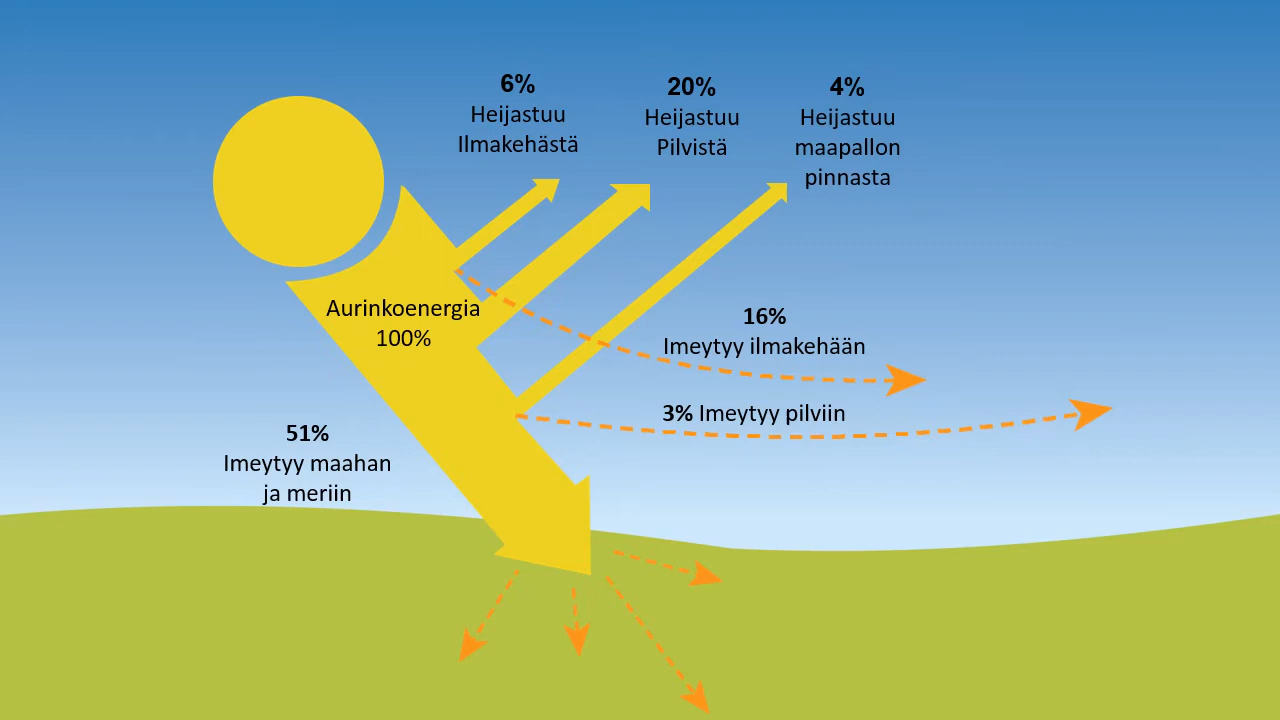 6%
Heijastuu
Ilmakehästä
20%
Heijastuu
Pilvistä
4%
Heijastuu
maapallon
pinnasta
Aurinkoenergia
100%
16%
Imeytyy ilmakehään
3% Imeytyy pilviin
51%
Imeytyy maahan
ja meriin